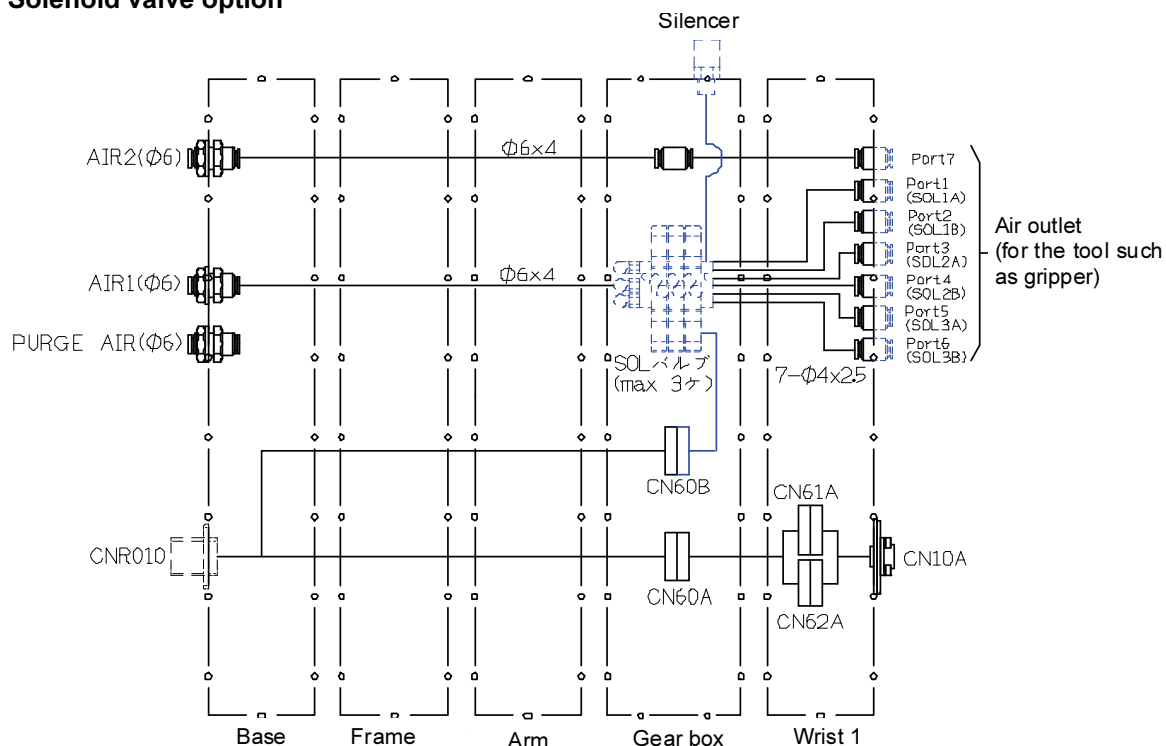 Solenoid valve option
Silencer
AIR2(Φ6)
Φ6x4
Port7
Port1
(SOL1A)
Port2
(SOL1B)
Port3
(SOL2A)
Port4
(SOL2B)
Port5
(SOL3A)
Port6
(SOL3B)
Air outlet
(for the tool such
as gripper)
AIR1(Φ6)
Φ6x4
PURGE AIR(Φ6)
SOLバルブ
(max 3ケ)
7-Φ4x2.5
CN60B
CN61A
CNR010
CN10A
CN60A
CN62A
Base
Frame
Arm
Gear box
Wrist 1